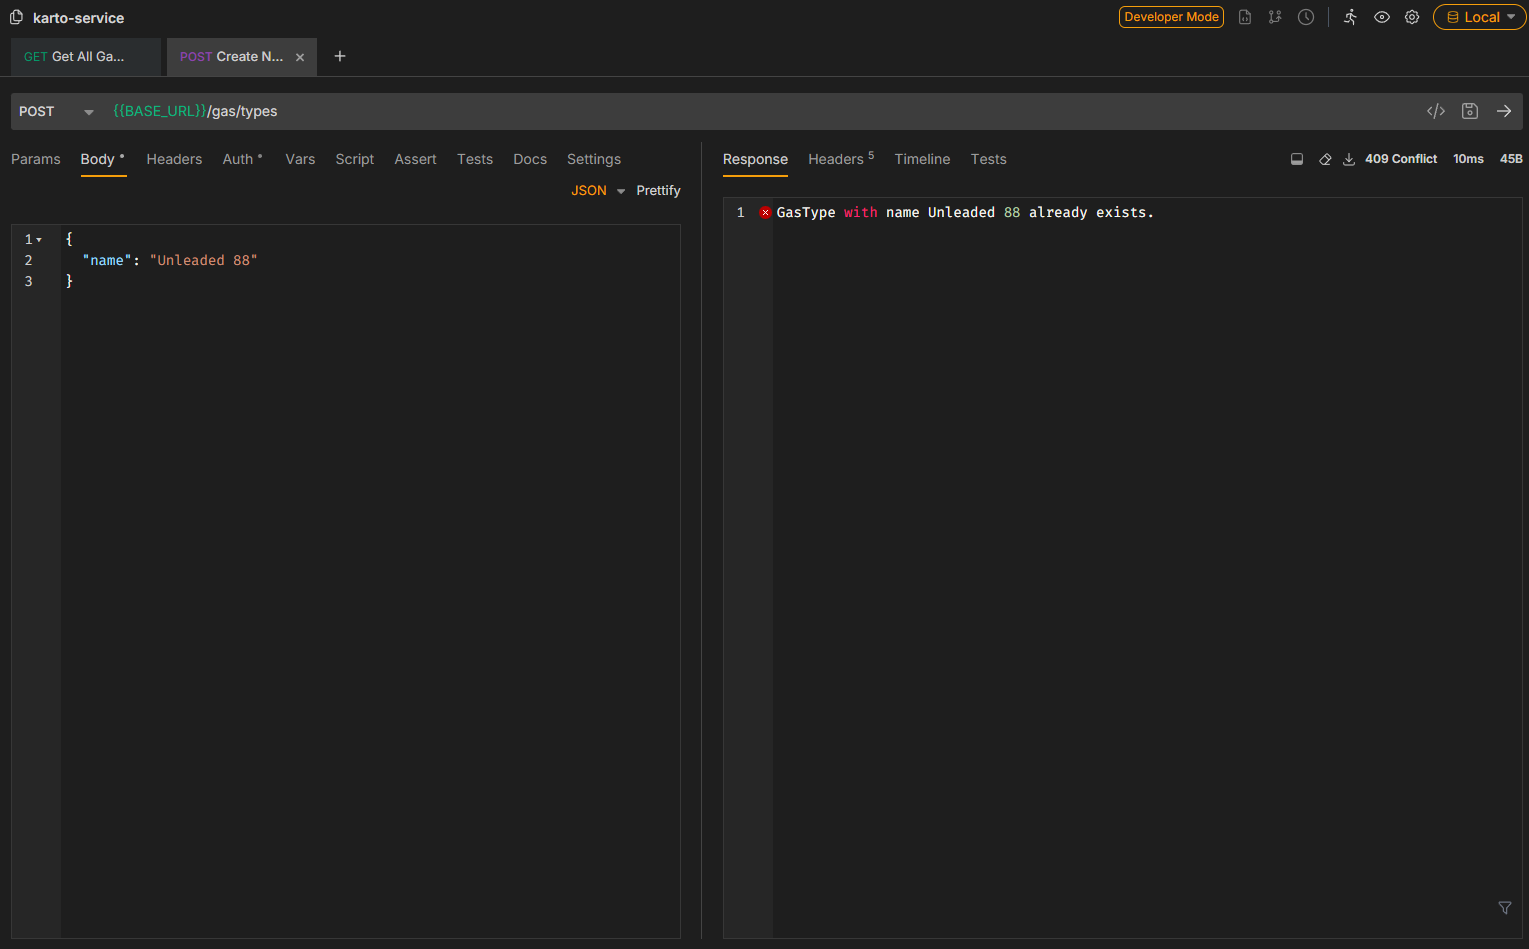 karto-service
Developer Mode
Local
GET Get All Ga...
POST Create N...
POST
{{BASE_URL}}/gas/types
Params Body Headers Auth Vars Script Assert Tests Docs Settings
JSON Prettify
1 {
2 "name": "Unleaded 88"
3 }
Response Headers 5 Timeline Tests
409 Conflict 10ms 45B
1 GasType with name Unleaded 88 already exists.